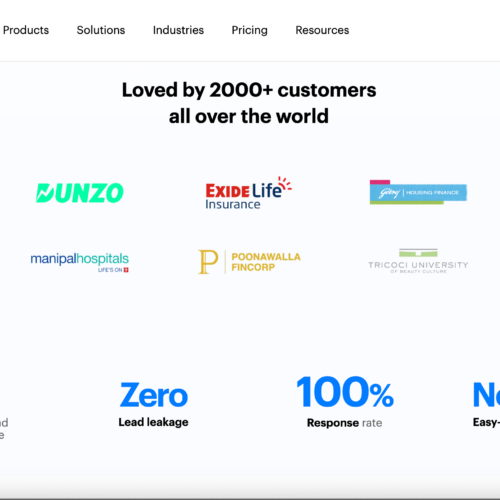 Products Solutions Industries Pricing Resources
Loved by 2000+ customers
all over the world
DUNZO
EXIDE Life
Insurance
Godrej HOUSING FINANCE
manipalhospitals
LIFE'S ON
P POONAWALLA
FINCORP
TRICOCI UNIVERSITY
OF BEAUTY CULTURE
Zero 100% N
Lead leakage Response rate Easy-